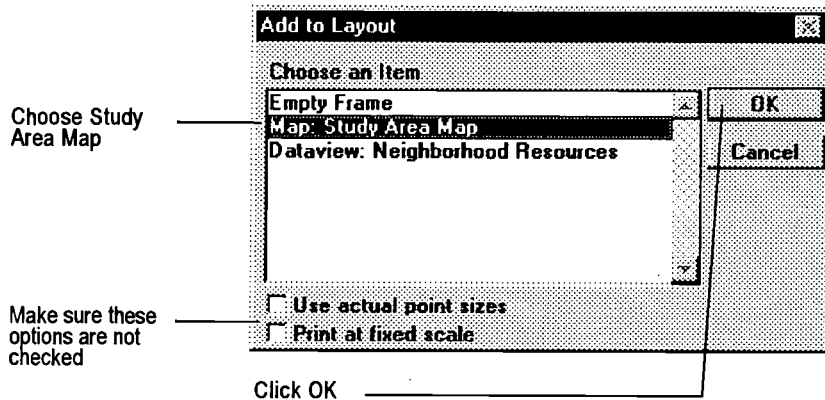 Add to Layout
Choose an Item
Empty Frame
Map: Study Area Map
Dataview: Neighborhood Resources
OK
Cancel
Use actual point sizes
Print at fixed scale
Choose Study
Area Map
Make sure these
options are not
checked
Click OK